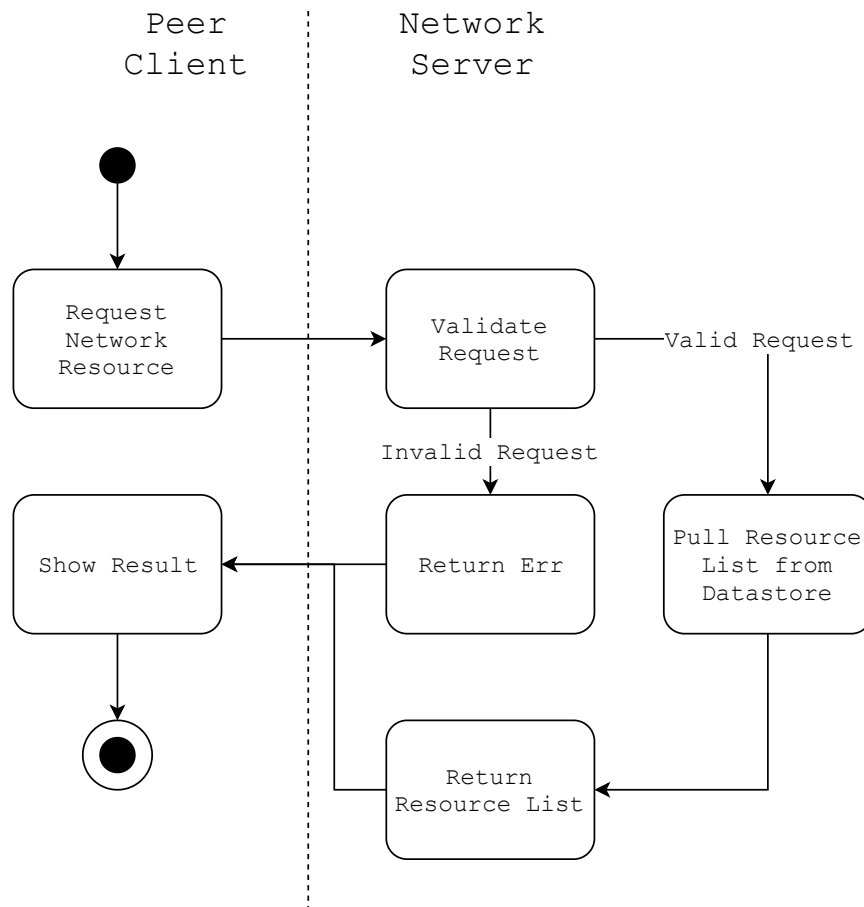 Peer
Client
Network
Server
Request
Network
Resource
Validate
Request
Valid Request
Invalid Request
Show Result
Return Err
Pull Resource
List from
Datastore
Return
Resource List